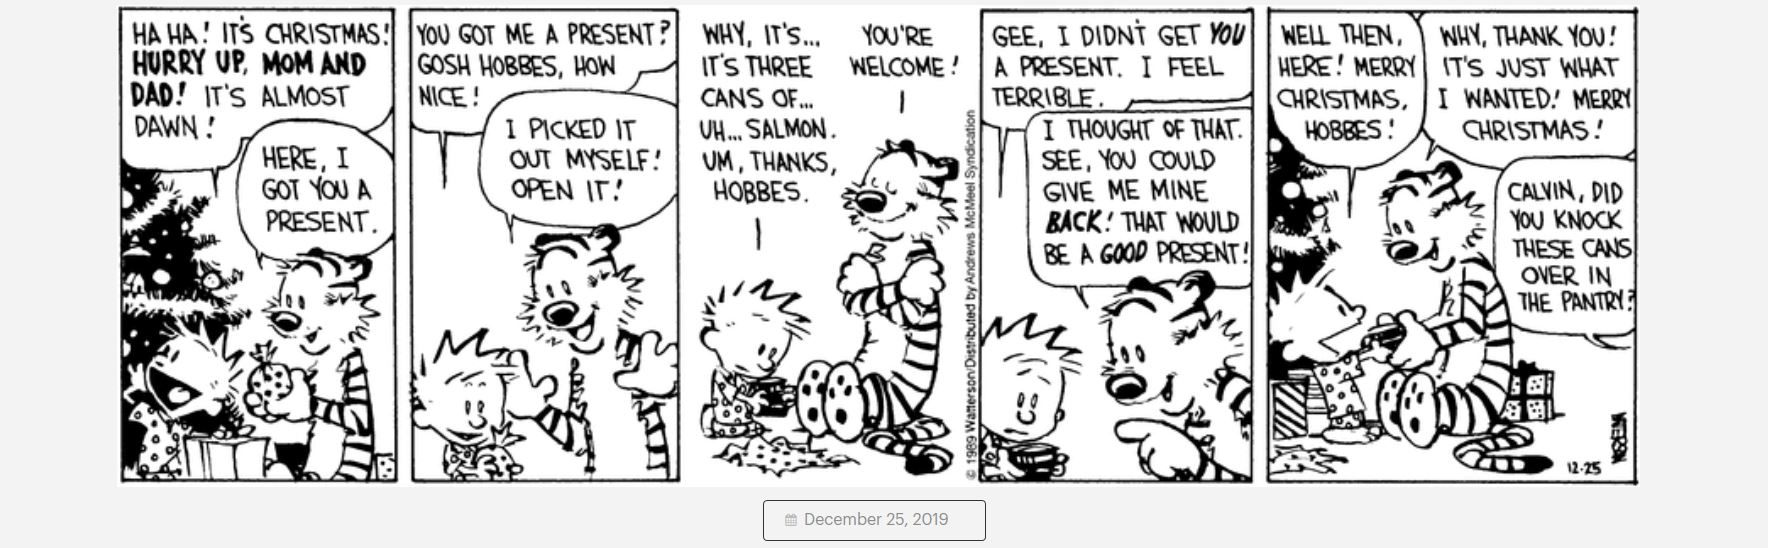 HA HA! IT'S CHRISTMAS!
HURRY UP, MOM AND
DAD! IT'S ALMOST
DAWN!
HERE, I
GOT YOU A
PRESENT.
YOU GOT ME A PRESENT?
GOSH HOBBES, HOW
NICE!
I PICKED IT
OUT MYSELF!
OPEN IT!
WHY, IT'S...
IT'S THREE
CANS OF...
UH... SALMON.
UM, THANKS,
HOBBES.
YOU'RE
WELCOME!
© 1989 Watterson/Distributed by Andrews McMeel Syndication
GEE, I DIDN'T GET YOU
A PRESENT. I FEEL
TERRIBLE.
I THOUGHT OF THAT.
SEE, YOU COULD
GIVE ME MINE
BACK! THAT WOULD
BE A GOOD PRESENT!
WELL THEN,
HERE! MERRY
CHRISTMAS,
HOBBES!
WHY, THANK YOU!
IT'S JUST WHAT
I WANTED! MERRY
CHRISTMAS!
CALVIN, DID
YOU KNOCK
THESE CANS
OVER IN
THE PANTRY?
WATTERSON
12-25
December 25, 2019